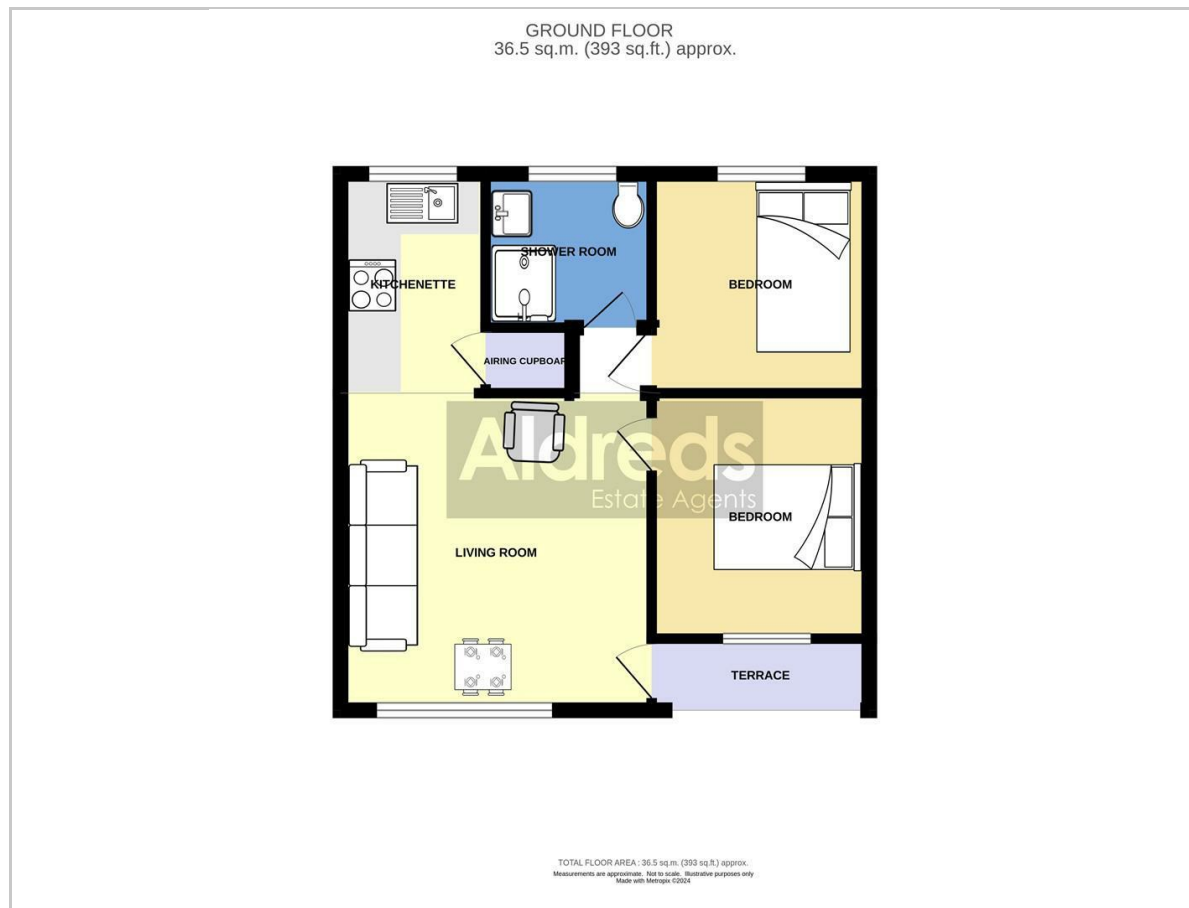 GROUND FLOOR
36.5 sq.m. (393 sq.ft.) approx.
SHOWER ROOM
KITCHENETTE
BEDROOM
AIRING CUPBOAR
Aldreds
Estate Agents
BEDROOM
LIVING ROOM
TERRACE
TOTAL FLOOR AREA : 36.5 sq.m. (393 sq.ft.) approx.
Measurements are approximate. Not to scale. Illustrative purposes only
Made with Metropix ©2024